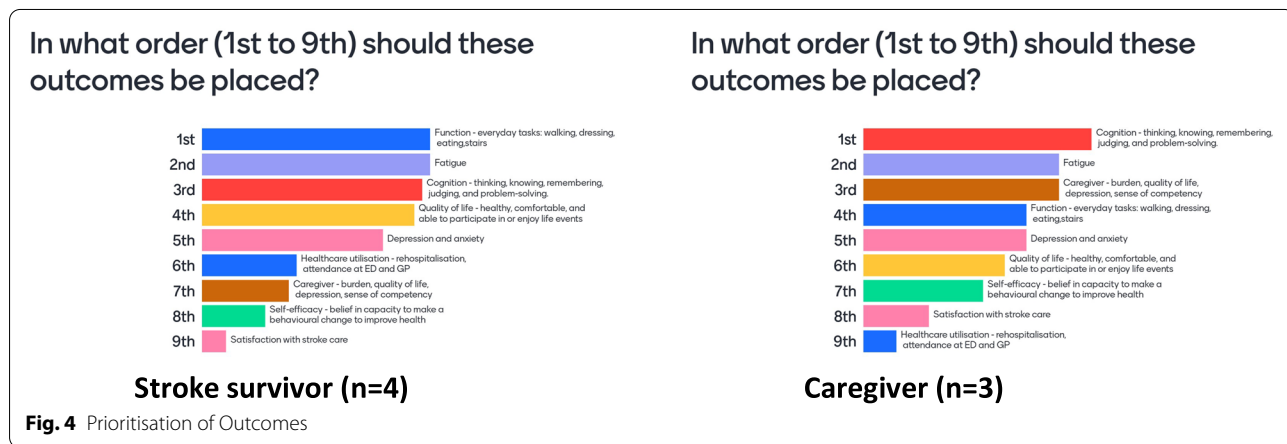 In what order (1st to 9th) should these
outcomes be placed?
1st
Function - everyday tasks: walking, dressing,
eating,stairs
2nd
Fatigue
3rd
Cognition - thinking, knowing, remembering,
judging, and problem-solving.
4th
Quality of life - healthy, comfortable, and
able to participate in or enjoy life events
5th
Depression and anxiety
6th
Healthcare utilisation - rehospitalisation,
attendance at ED and GP
7th
Caregiver - burden, quality of life,
depression, sense of competency
8th
Self-efficacy - belief in capacity to make a
behavioural change to improve health
9th
Satisfaction with stroke care
Stroke survivor (n=4)
In what order (1st to 9th) should these
outcomes be placed?
1st
Cognition - thinking, knowing, remembering,
judging, and problem-solving.
2nd
Fatigue
3rd
Caregiver - burden, quality of life,
depression, sense of competency
4th
Function - everyday tasks: walking, dressing,
eating,stairs
5th
Depression and anxiety
6th
Quality of life - healthy, comfortable, and
able to participate in or enjoy life events
7th
Self-efficacy - belief in capacity to make a
behavioural change to improve health
8th
Satisfaction with stroke care
9th
Healthcare utilisation - rehospitalisation,
attendance at ED and GP
Caregiver (n=3)
Fig. 4 Prioritisation of Outcomes